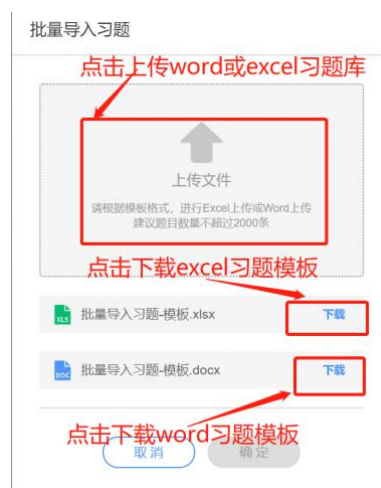 批量导入习题
点击上传word或excel习题库
上传文件
请根据模板格式，进行Excel上传或Word上传
建议题目数量不超过2000条
点击下载excel习题模板
XLS 批量导入习题-模板.xlsx 下载
DOC 批量导入习题-模板.docx 下载
点击下载word习题模板
取消 确定